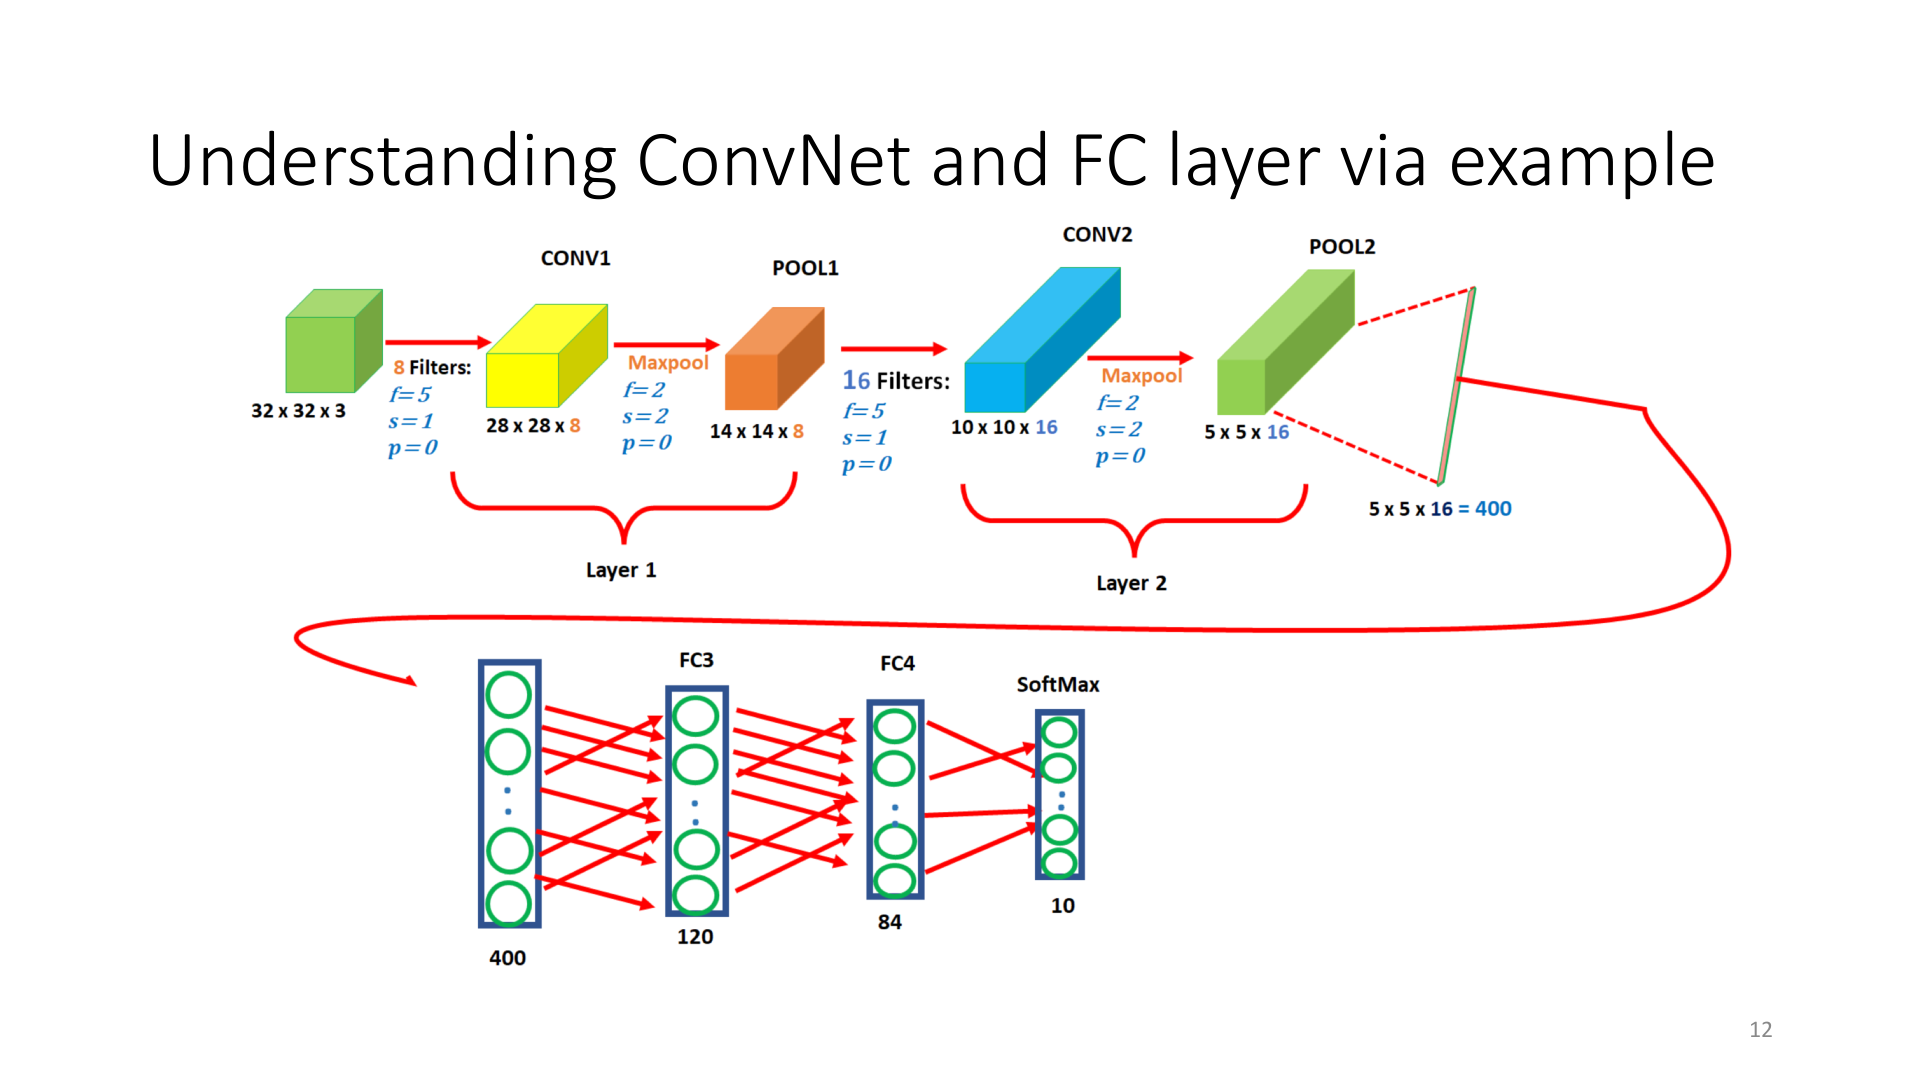 Understanding ConvNet and FC layer via example
CONV1
POOL1
CONV2
POOL2
8 Filters:
f=5
s=1
p=0
Maxpool
f=2
s=2
p=0
16 Filters:
f=5
s=1
p=0
Maxpool
f=2
s=2
p=0
32 x 32 x 3
28 x 28 x 8
14 x 14 x 8
10 x 10 x 16
5 x 5 x 16
5 x 5 x 16 = 400
Layer 1
Layer 2
FC3
FC4
SoftMax
400
120
84
10
12